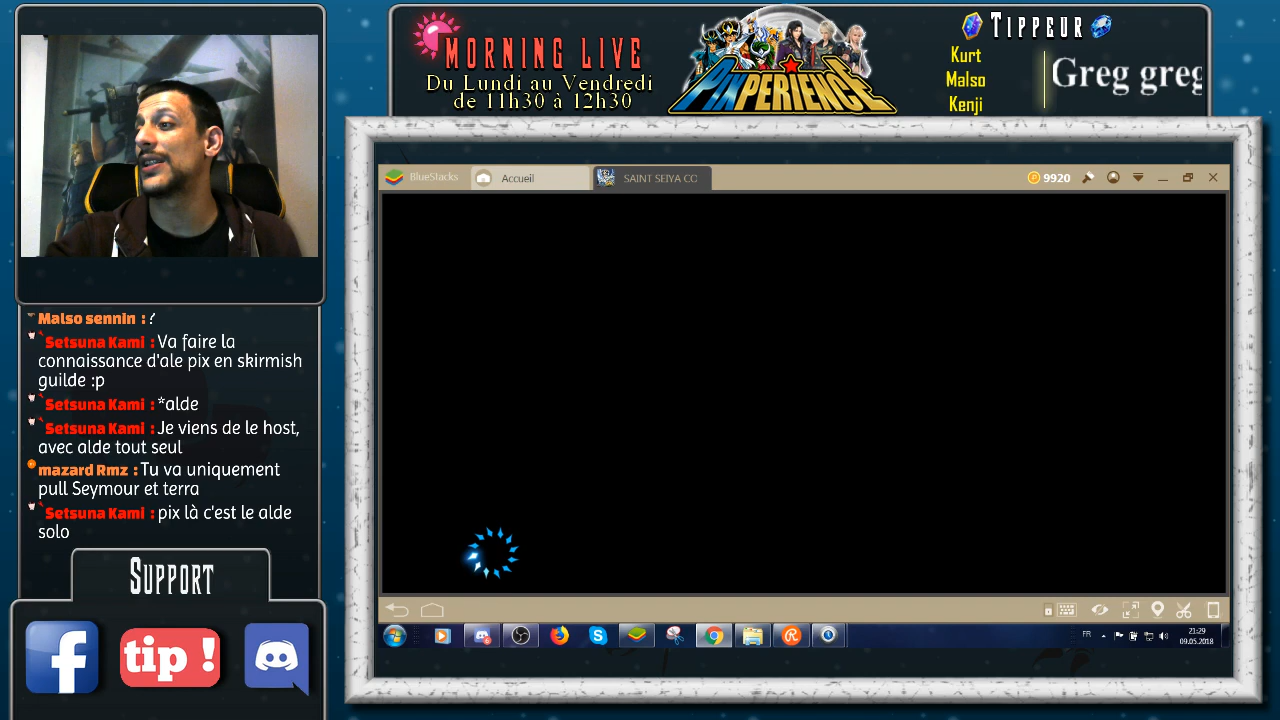 MORNING LIVE
Du Lundi au Vendredi
de 11h30 à 12h30
PIXPERIENCE
TIPPEUR
Kurt
Malso
Kenji
Greg greg
BlueStacks
Accueil
SAINT SEIYA CC
9920
Malso sennin : ?
Setsuna Kami : Va faire la
connaissance d'ale pix en skirmish
guilde :p
Setsuna Kami : *alde
Setsuna Kami : Je viens de le host,
avec alde tout seul
mazard Rmz : Tu va uniquement
pull Seymour et terra
Setsuna Kami : pix là c'est le alde
solo
SUPPORT
f
tip !
FR
21:29
09.05.2018